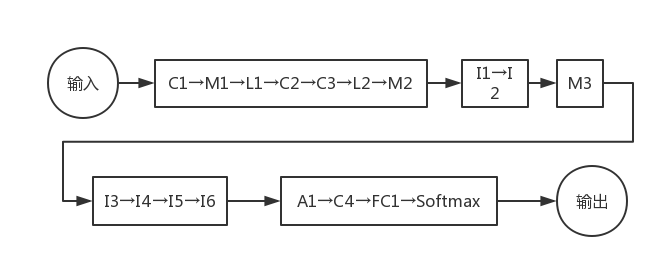 输入
C1→M1→L1→C2→C3→L2→M2
I1→I
2
M3
I3→I4→I5→I6
A1→C4→FC1→Softmax
输出